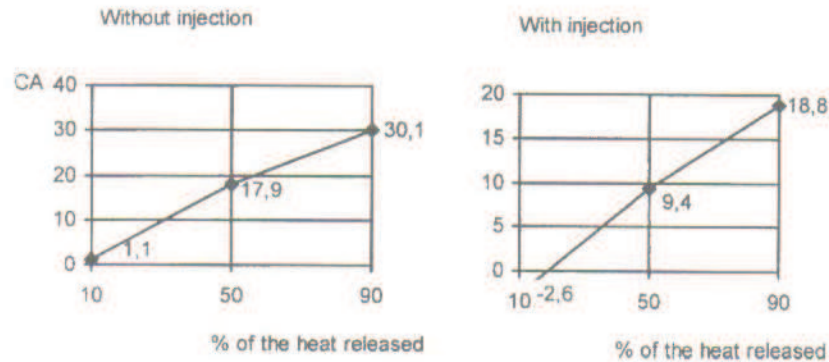 Without injection
CA
40
30
20
10
0
1,1
17,9
30,1
10 50 90
% of the heat released
With injection
20
15
10
5
0
18,8
9,4
10 -2,6 50 90
% of the heat released